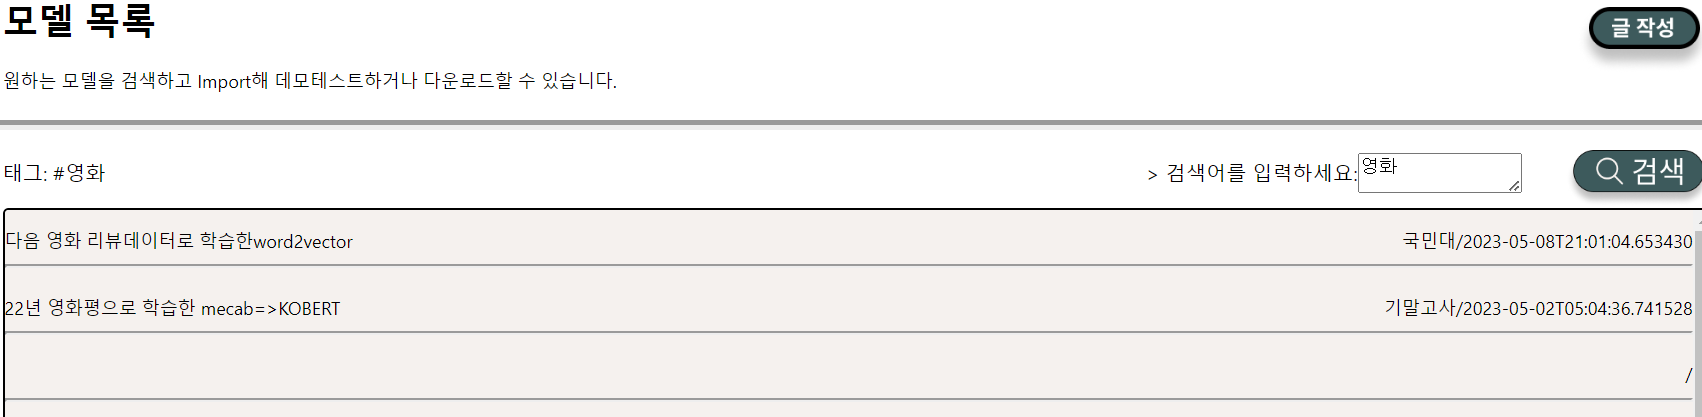 모델 목록
글 작성
원하는 모델을 검색하고 Import해 데모테스트하거나 다운로드할 수 있습니다.
태그: #영화
> 검색어를 입력하세요:영화
검색
다음 영화 리뷰데이터로 학습한word2vector
국민대/2023-05-08T21:01:04.653430
22년 영화평으로 학습한 mecab=>KOBERT
기말고사/2023-05-02T05:04:36.741528
/